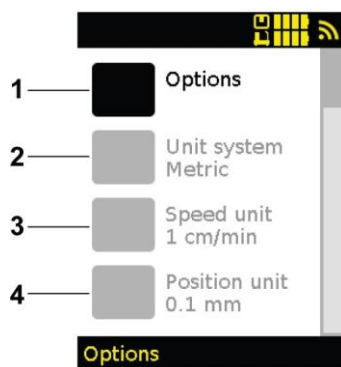 1
Options
2
Unit system
Metric
3
Speed unit
1 cm/min
4
Position unit
0.1 mm
Options